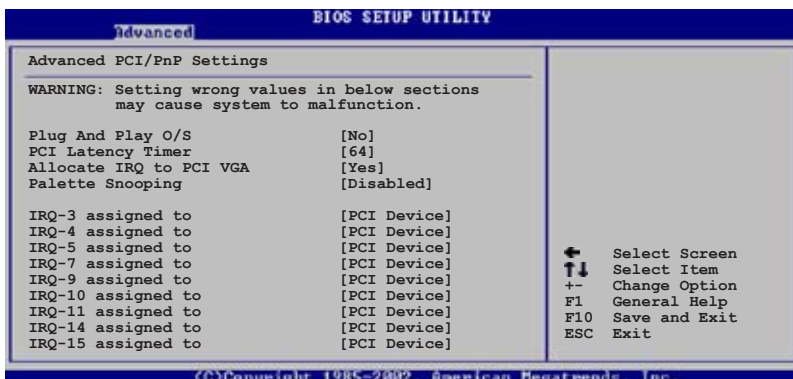 BIOS SETUP UTILITY
Advanced
Advanced PCI/PnP Settings
WARNING: Setting wrong values in below sections
may cause system to malfunction.
Plug And Play O/S [No]
PCI Latency Timer [64]
Allocate IRQ to PCI VGA [Yes]
Palette Snooping [Disabled]
IRQ-3 assigned to [PCI Device]
IRQ-4 assigned to [PCI Device]
IRQ-5 assigned to [PCI Device]
IRQ-7 assigned to [PCI Device]
IRQ-9 assigned to [PCI Device]
IRQ-10 assigned to [PCI Device]
IRQ-11 assigned to [PCI Device]
IRQ-14 assigned to [PCI Device]
IRQ-15 assigned to [PCI Device]
← Select Screen
↑↓ Select Item
+- Change Option
F1 General Help
F10 Save and Exit
ESC Exit
(C)Copyright 1985-2002 American Megatrends, Inc